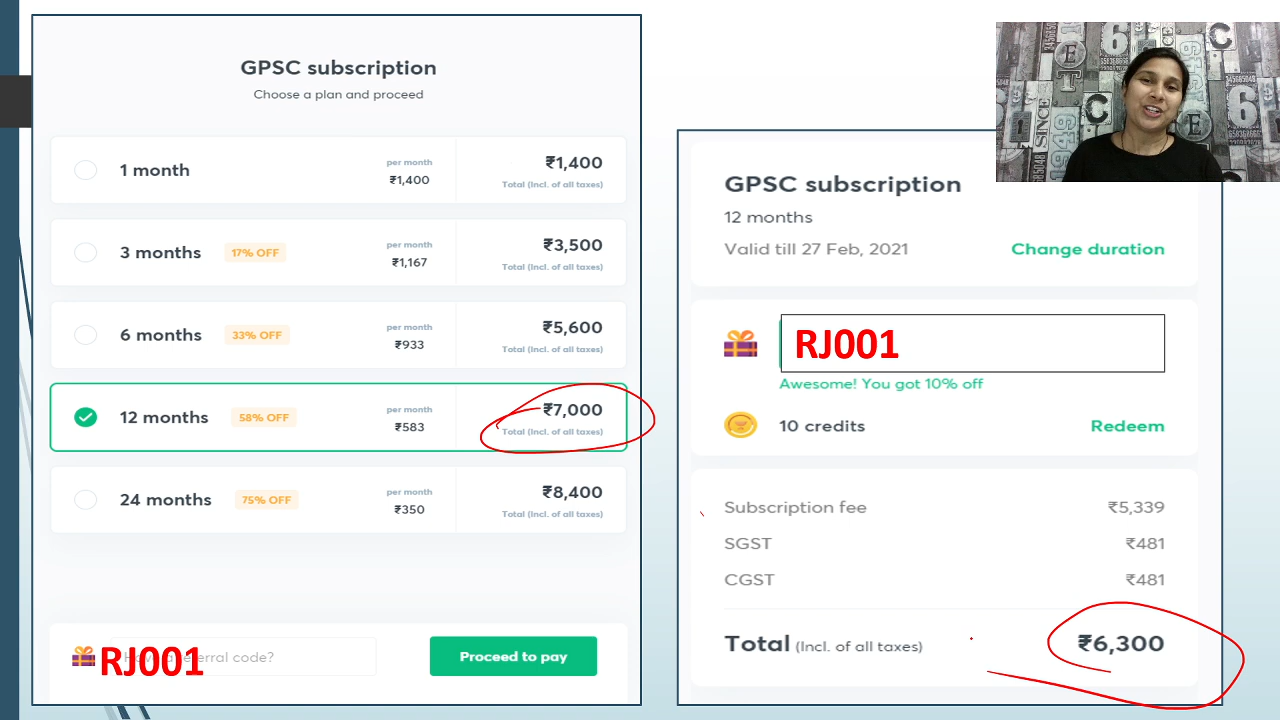 GPSC subscription
Choose a plan and proceed
1 month
per month
₹1,400
₹1,400
Total (Incl. of all taxes)
3 months
17% OFF
per month
₹1,167
₹3,500
Total (Incl. of all taxes)
6 months
33% OFF
per month
₹933
₹5,600
Total (Incl. of all taxes)
12 months
58% OFF
per month
₹583
₹7,000
Total (Incl. of all taxes)
24 months
75% OFF
per month
₹350
₹8,400
Total (Incl. of all taxes)
RJ001
referral code?
Proceed to pay
GPSC subscription
12 months
Valid till 27 Feb, 2021
Change duration
RJ001
Awesome! You got 10% off
10 credits
Redeem
Subscription fee ₹5,339
SGST ₹481
CGST ₹481
Total (Incl. of all taxes) ₹6,300
SINCE
1949
6
C
E